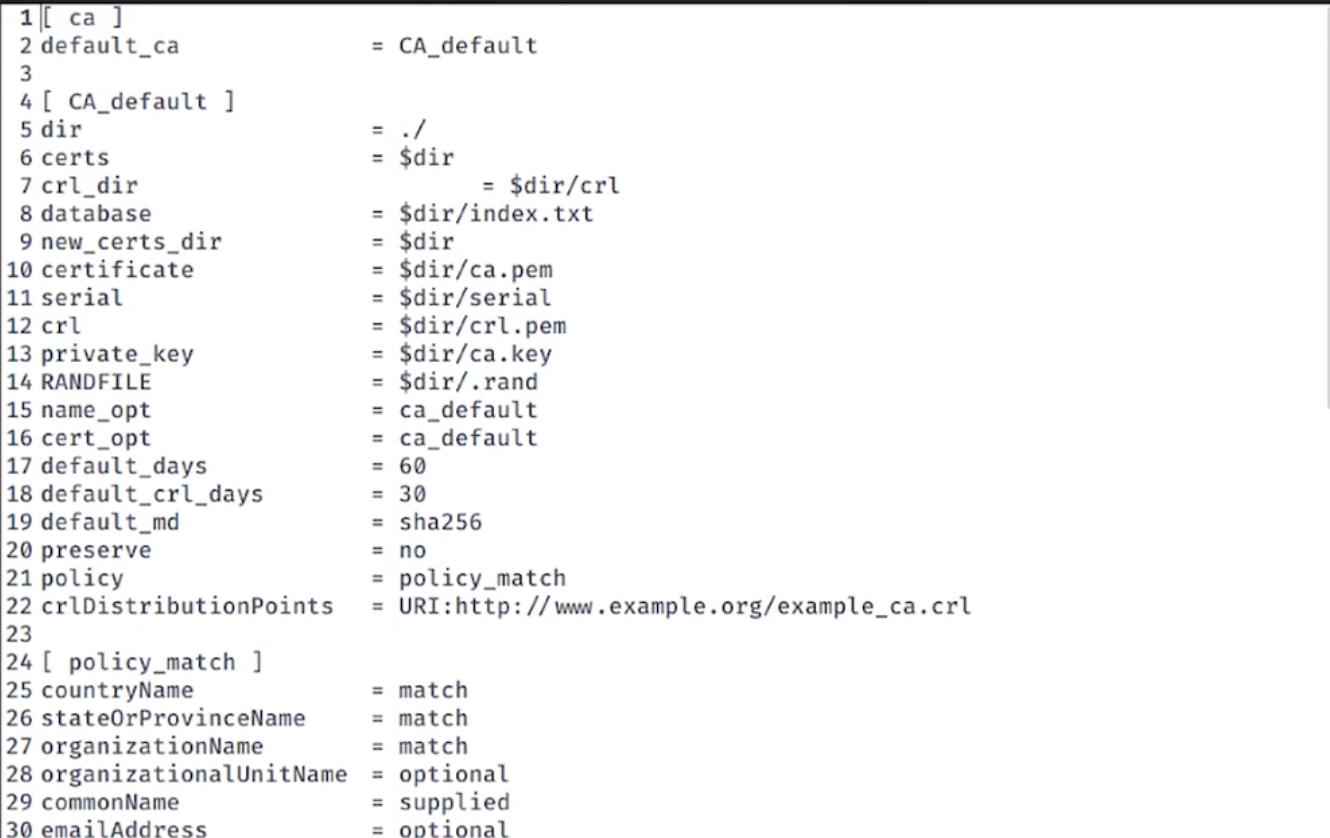 1 [ ca ]
2 default_ca = CA_default
3
4 [ CA_default ]
5 dir = ./
6 certs = $dir
7 crl_dir = $dir/crl
8 database = $dir/index.txt
9 new_certs_dir = $dir
10 certificate = $dir/ca.pem
11 serial = $dir/serial
12 crl = $dir/crl.pem
13 private_key = $dir/ca.key
14 RANDFILE = $dir/.rand
15 name_opt = ca_default
16 cert_opt = ca_default
17 default_days = 60
18 default_crl_days = 30
19 default_md = sha256
20 preserve = no
21 policy = policy_match
22 crlDistributionPoints = URI:http://www.example.org/example_ca.crl
23
24 [ policy_match ]
25 countryName = match
26 stateOrProvinceName = match
27 organizationName = match
28 organizationalUnitName = optional
29 commonName = supplied
30 emailAddress = optional